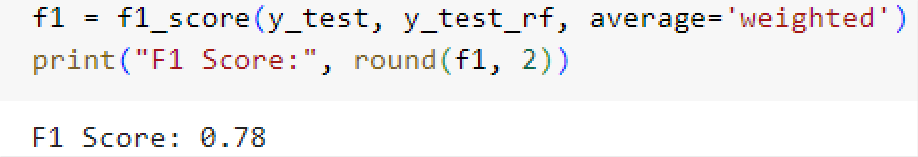 f1 = f1_score(y_test, y_test_rf, average='weighted')
print("F1 Score:", round(f1, 2))
F1 Score: 0.78